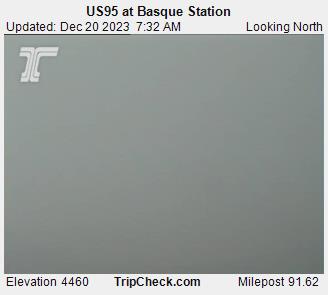 US95 at Basque Station
Updated: Dec 20 2023 7:32 AM Looking North
Elevation 4460 TripCheck.com Milepost 91.62